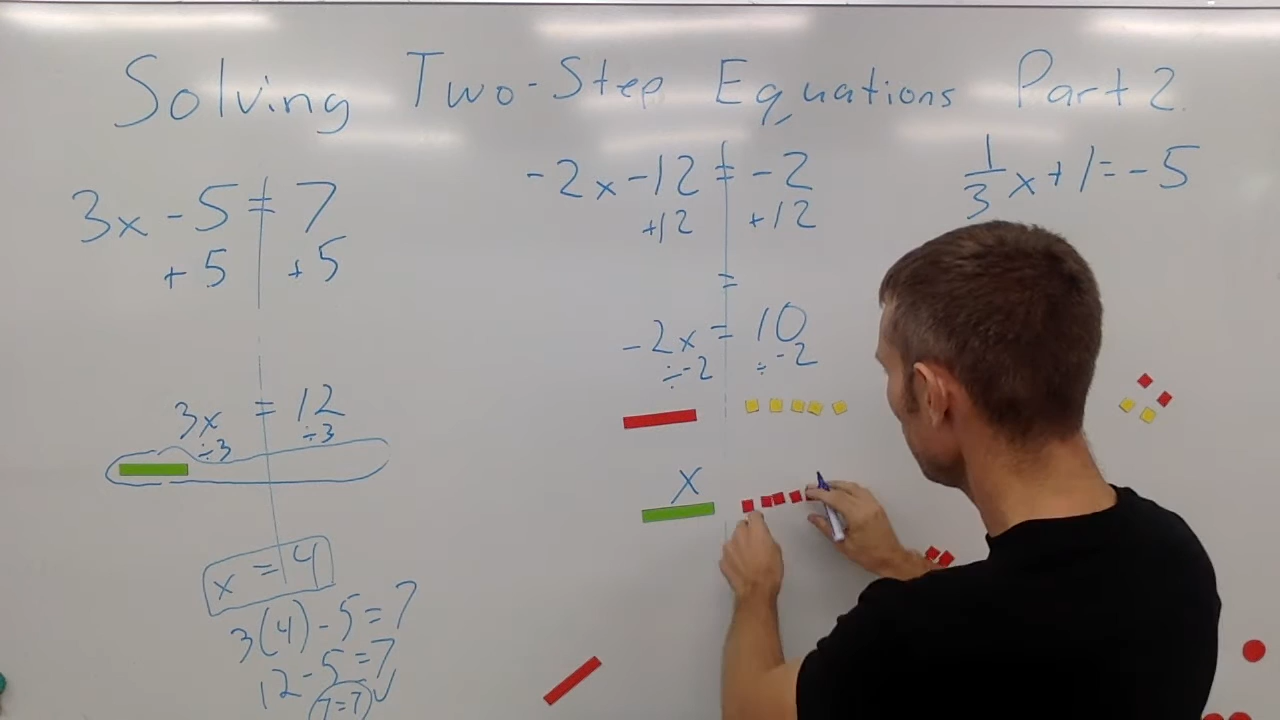 Solving Two-Step Equations Part 2
3x - 5 = 7
+ 5 + 5
3x = 12
÷3 ÷3
x = 4
3(4) - 5 = 7
12 - 5 = 7
7 = 7 ✓
-2x - 12 = -2
+12 +12
=
-2x = 10
÷-2 ÷-2
x
1/3 x + 1 = -5